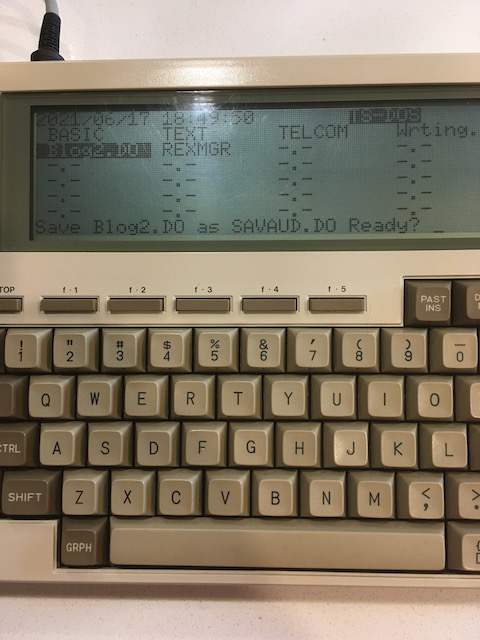 2021/06/17 18:49:50 TS-DOS
BASIC TEXT TELCOM Wrting.
Blog2.DO REXMGR -.- -.-
-.- -.- -.- -.-
-.- -.- -.- -.-
-.- -.- -.- -.-
Save Blog2.DO as SAVAUD.DO Ready? _
TOP f·1 f·2 f·3 f·4 f·5
PAST INS
! 1 " 2 # 3 $ 4 % 5 & 6 ' 7 ( 8 ) 9 _ 0
Q W E R T Y U I O
CTRL A S D F G H J K L
SHIFT Z X C V B N M < , >
GRPH